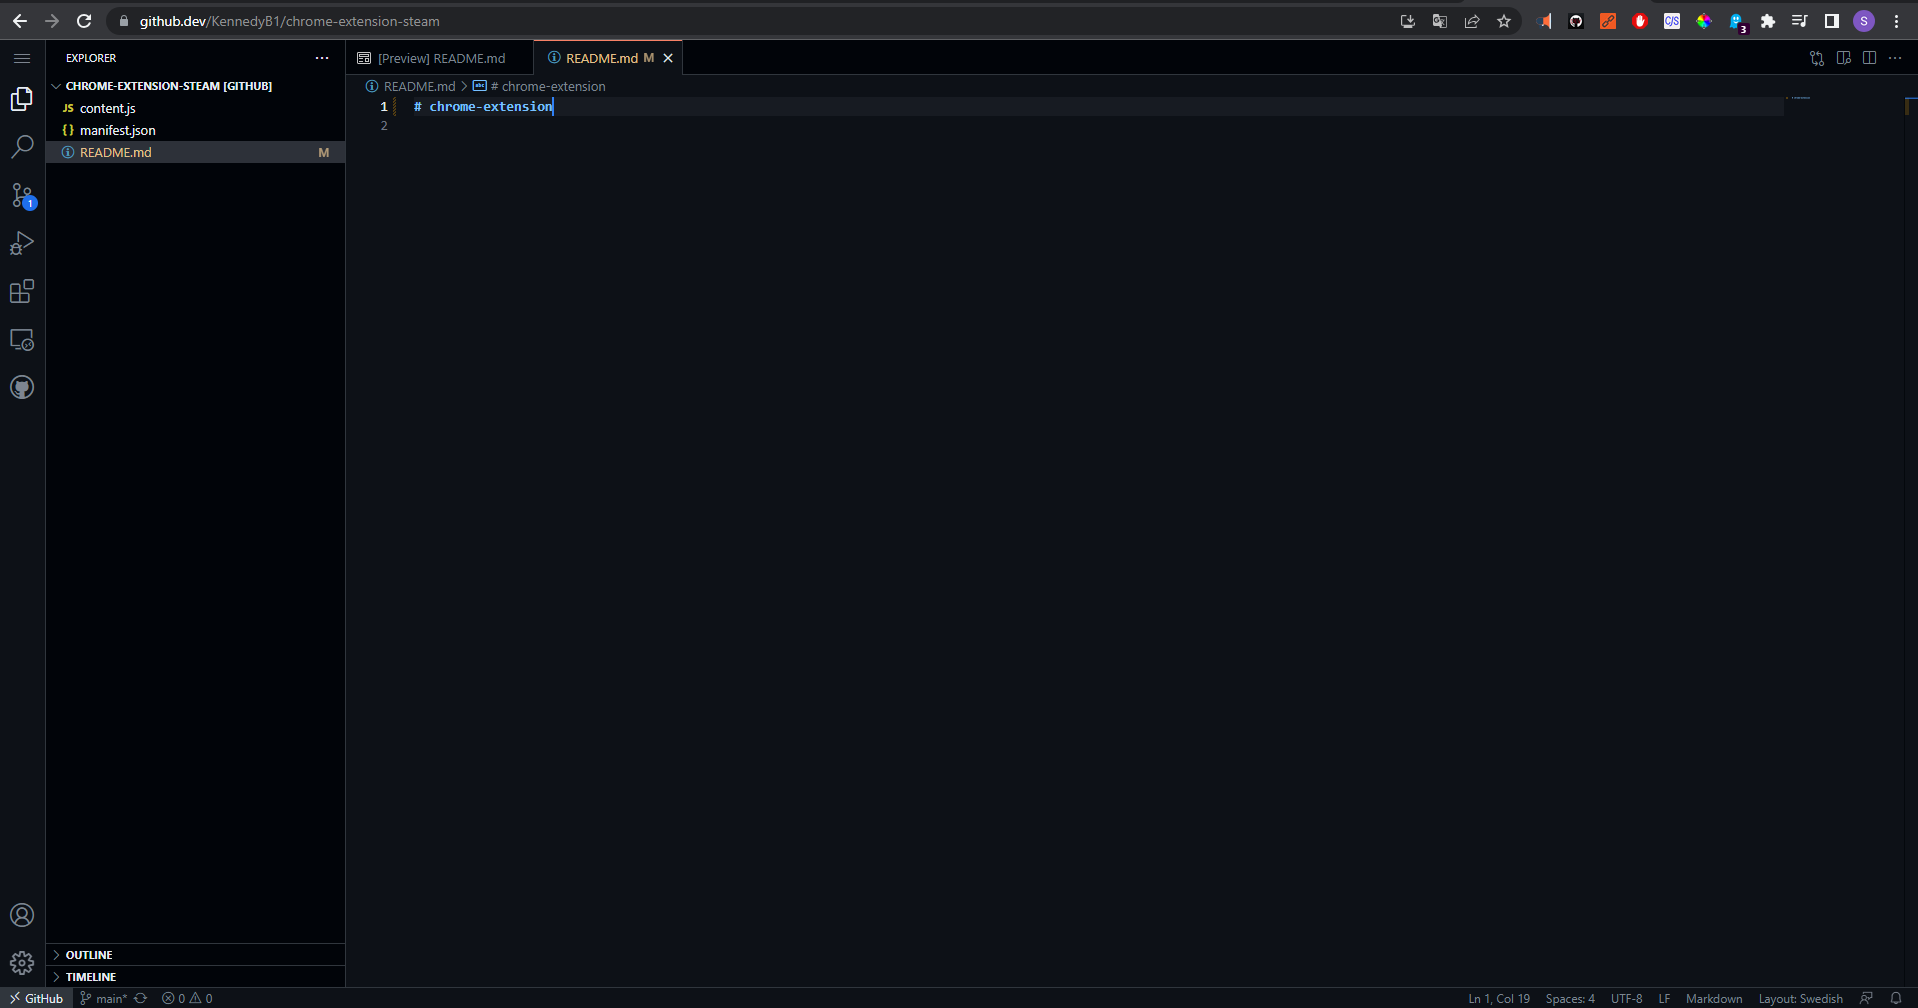 github.dev/KennedyB1/chrome-extension-steam
C/S
3
S
EXPLORER
[Preview] README.md
README.md M
CHROME-EXTENSION-STEAM [GITHUB]
README.md > # chrome-extension
JS content.js
1 # chrome-extension
{} manifest.json
2
README.md M
1
OUTLINE
TIMELINE
GitHub main* 0 0 Ln 1, Col 19 Spaces: 4 UTF-8 LF Markdown Layout: Swedish